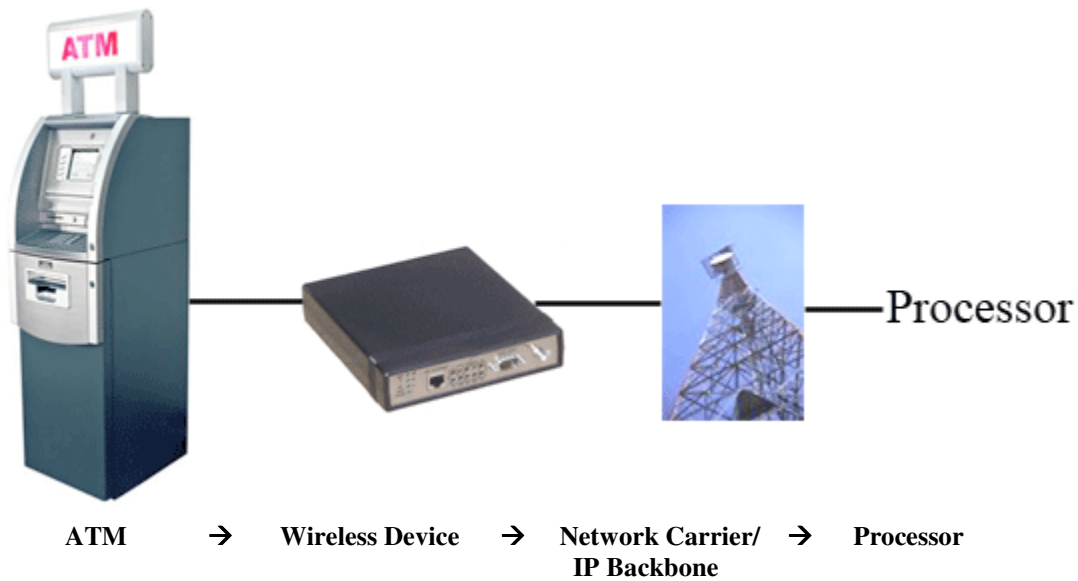 ATM
Processor
ATM → Wireless Device → Network Carrier/ → Processor
IP Backbone